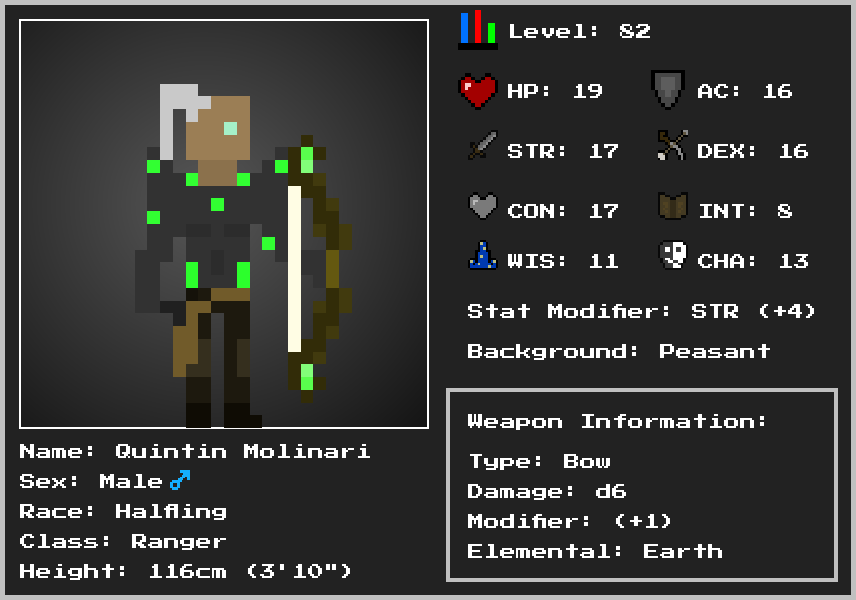 Level: 82
HP: 19
AC: 16
STR: 17
DEX: 16
CON: 17
INT: 8
WIS: 11
CHA: 13
Stat Modifier: STR (+4)
Background: Peasant
Weapon Information:
Type: Bow
Damage: d6
Modifier: (+1)
Elemental: Earth
Name: Quintin Molinari
Sex: Male♂
Race: Halfling
Class: Ranger
Height: 116cm (3'10")